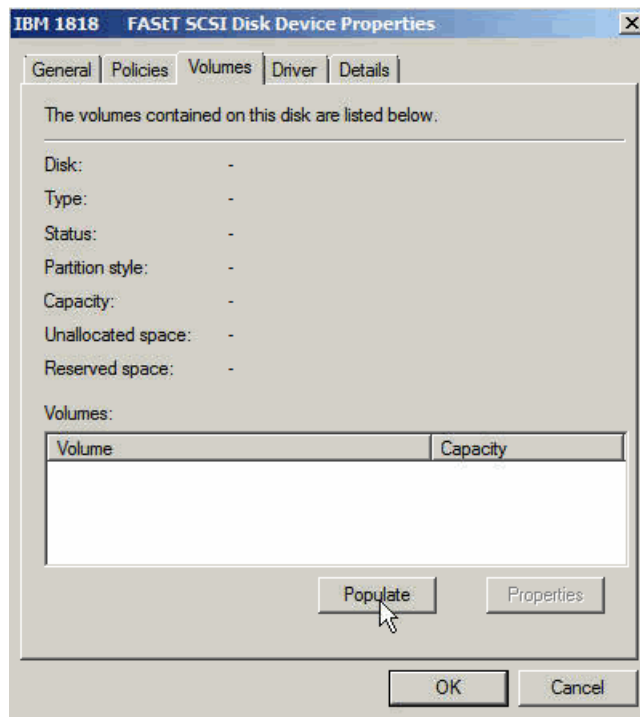 IBM 1818 FAStT SCSI Disk Device Properties
General Policies Volumes Driver Details
The volumes contained on this disk are listed below.
Disk: -
Type: -
Status: -
Partition style: -
Capacity: -
Unallocated space: -
Reserved space: -
Volumes:
Volume Capacity
Populate Properties
OK Cancel